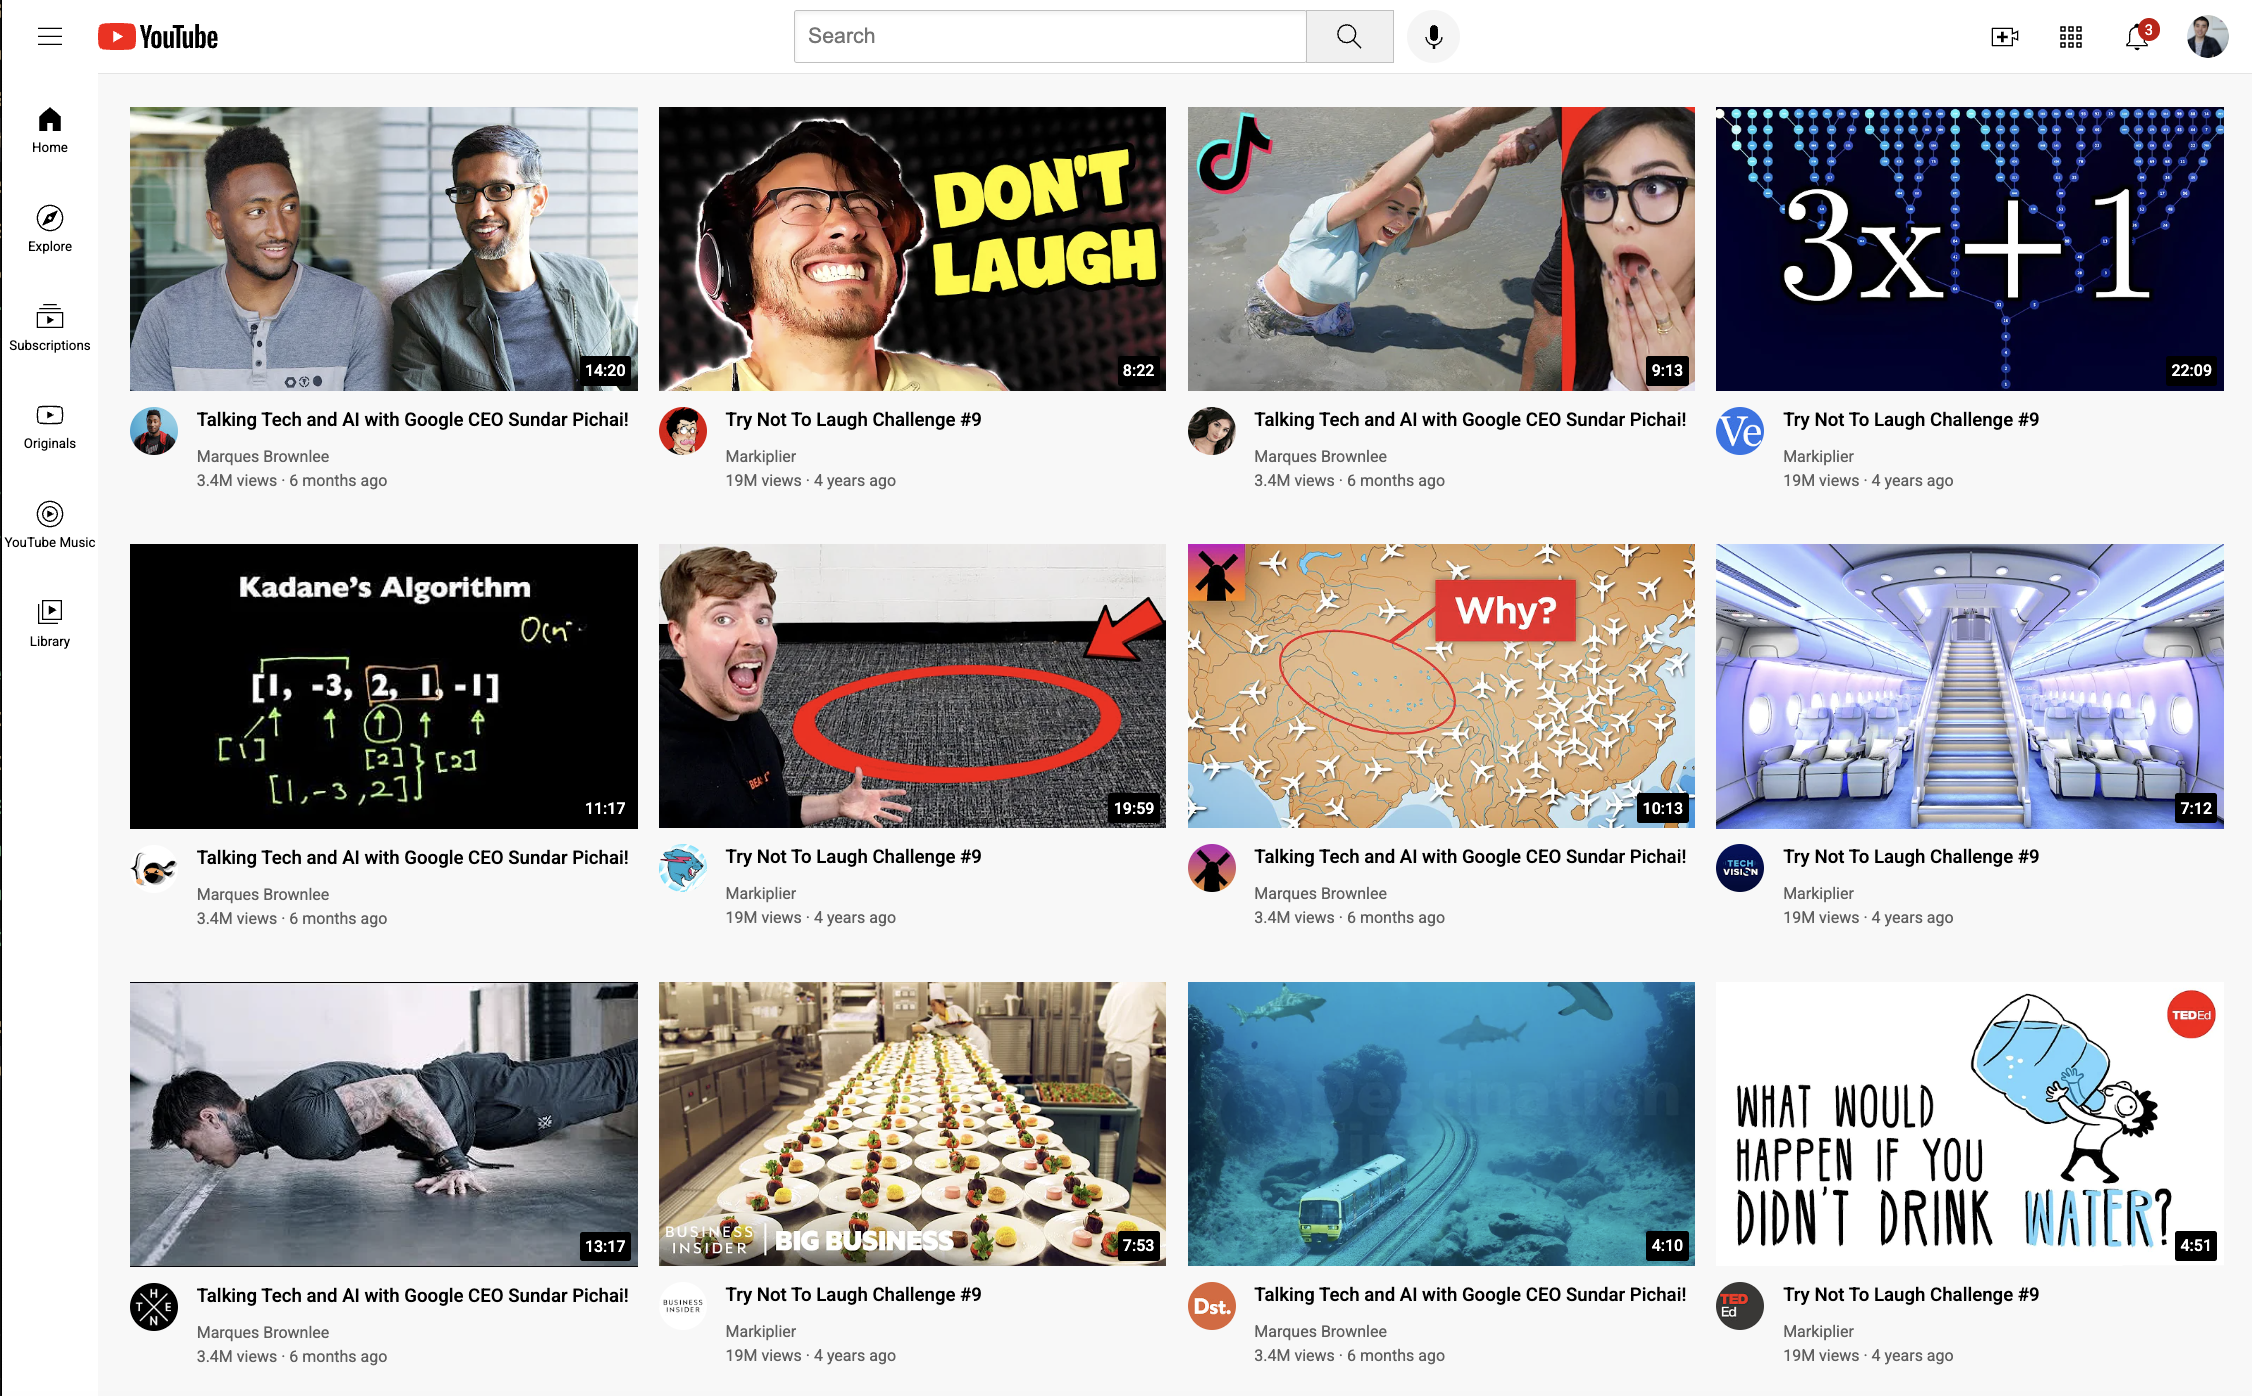 YouTube
Search
3
Home
Explore
Subscriptions
Originals
YouTube Music
Library
14:20
Talking Tech and AI with Google CEO Sundar Pichai!
Marques Brownlee
3.4M views · 6 months ago
DON'T
LAUGH
8:22
Try Not To Laugh Challenge #9
Markiplier
19M views · 4 years ago
9:13
Talking Tech and AI with Google CEO Sundar Pichai!
Marques Brownlee
3.4M views · 6 months ago
3x+1
22:09
Ve
Try Not To Laugh Challenge #9
Markiplier
19M views · 4 years ago
Kadane's Algorithm
[1, -3, 2, 1, -1]
[1]
[2]
[2]
[1, -3, 2]
11:17
Talking Tech and AI with Google CEO Sundar Pichai!
Marques Brownlee
3.4M views · 6 months ago
19:59
Try Not To Laugh Challenge #9
Markiplier
19M views · 4 years ago
Why?
10:13
Talking Tech and AI with Google CEO Sundar Pichai!
Marques Brownlee
3.4M views · 6 months ago
7:12
TECH
VISION
Try Not To Laugh Challenge #9
Markiplier
19M views · 4 years ago
13:17
THEN
Talking Tech and AI with Google CEO Sundar Pichai!
Marques Brownlee
3.4M views · 6 months ago
BUSINESS
INSIDER
BIG BUSINESS
7:53
BUSINESS
INSIDER
Try Not To Laugh Challenge #9
Markiplier
19M views · 4 years ago
4:10
Dst.
Talking Tech and AI with Google CEO Sundar Pichai!
Marques Brownlee
3.4M views · 6 months ago
TEDEd
WHAT WOULD
HAPPEN IF YOU
DIDN'T DRINK WATER?
4:51
TED
Ed
Try Not To Laugh Challenge #9
Markiplier
19M views · 4 years ago